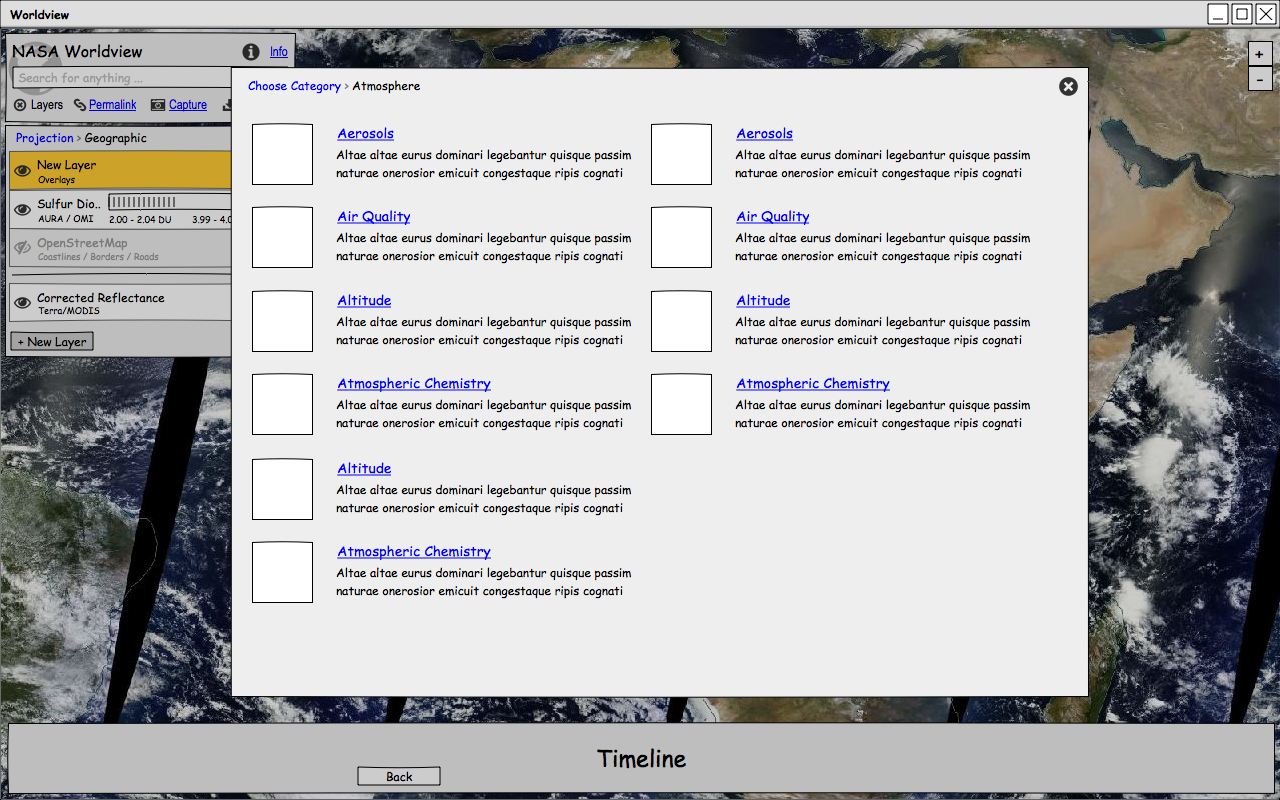 Worldview
NASA Worldview
Info
Search for anything ...
Layers Permalink Capture
Projection > Geographic
New Layer
Overlays
Sulfur Dio..
AURA / OMI 2.00 - 2.04 DU 3.99 - 4.0
OpenStreetMap
Coastlines / Borders / Roads
Corrected Reflectance
Terra/MODIS
+ New Layer
+
-
Choose Category > Atmosphere
Aerosols
Altae altae eurus dominari legebantur quisque passim
naturae onerosior emicuit congestaque ripis cognati
Air Quality
Altae altae eurus dominari legebantur quisque passim
naturae onerosior emicuit congestaque ripis cognati
Altitude
Altae altae eurus dominari legebantur quisque passim
naturae onerosior emicuit congestaque ripis cognati
Atmospheric Chemistry
Altae altae eurus dominari legebantur quisque passim
naturae onerosior emicuit congestaque ripis cognati
Altitude
Altae altae eurus dominari legebantur quisque passim
naturae onerosior emicuit congestaque ripis cognati
Atmospheric Chemistry
Altae altae eurus dominari legebantur quisque passim
naturae onerosior emicuit congestaque ripis cognati
Aerosols
Altae altae eurus dominari legebantur quisque passim
naturae onerosior emicuit congestaque ripis cognati
Air Quality
Altae altae eurus dominari legebantur quisque passim
naturae onerosior emicuit congestaque ripis cognati
Altitude
Altae altae eurus dominari legebantur quisque passim
naturae onerosior emicuit congestaque ripis cognati
Atmospheric Chemistry
Altae altae eurus dominari legebantur quisque passim
naturae onerosior emicuit congestaque ripis cognati
Timeline
Back